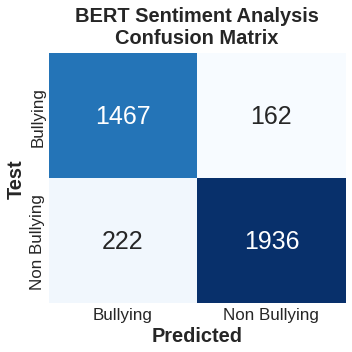 BERT Sentiment Analysis
Confusion Matrix
Test
Bullying
1467
162
Non Bullying
222
1936
Bullying
Non Bullying
Predicted